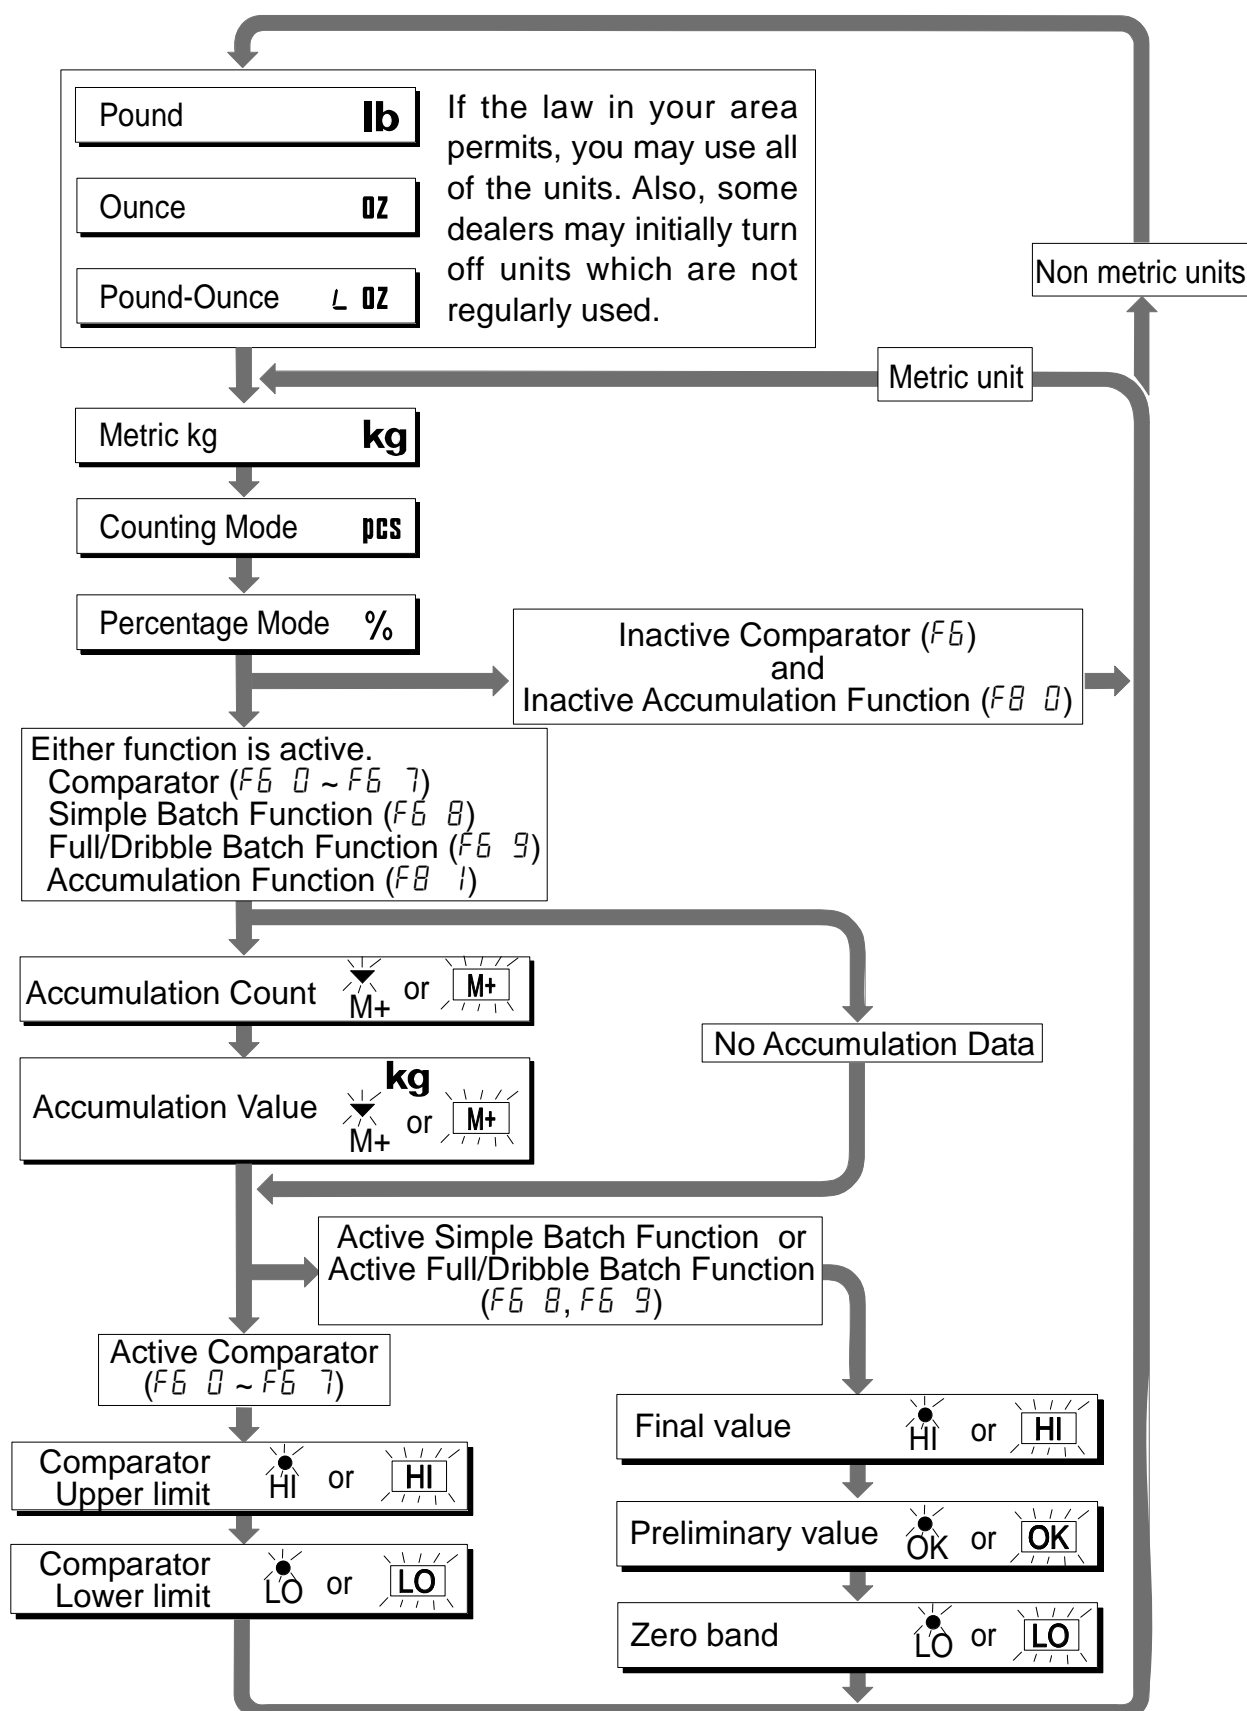 Pound lb
Ounce oz
Pound-Ounce L oz
If the law in your area
permits, you may use all
of the units. Also, some
dealers may initially turn
off units which are not
regularly used.
Non metric units
Metric unit
Metric kg kg
Counting Mode pcs
Percentage Mode %
Inactive Comparator (F6)
and
Inactive Accumulation Function (F8 0)
Either function is active.
Comparator (F6 0 ~ F6 7)
Simple Batch Function (F6 8)
Full/Dribble Batch Function (F6 9)
Accumulation Function (F8 1)
Accumulation Count M+ or M+
No Accumulation Data
Accumulation Value kg M+ or M+
Active Simple Batch Function or
Active Full/Dribble Batch Function
(F6 8, F6 9)
Active Comparator
(F6 0 ~ F6 7)
Comparator
Upper limit HI or HI
Comparator
Lower limit LO or LO
Final value HI or HI
Preliminary value OK or OK
Zero band LO or LO